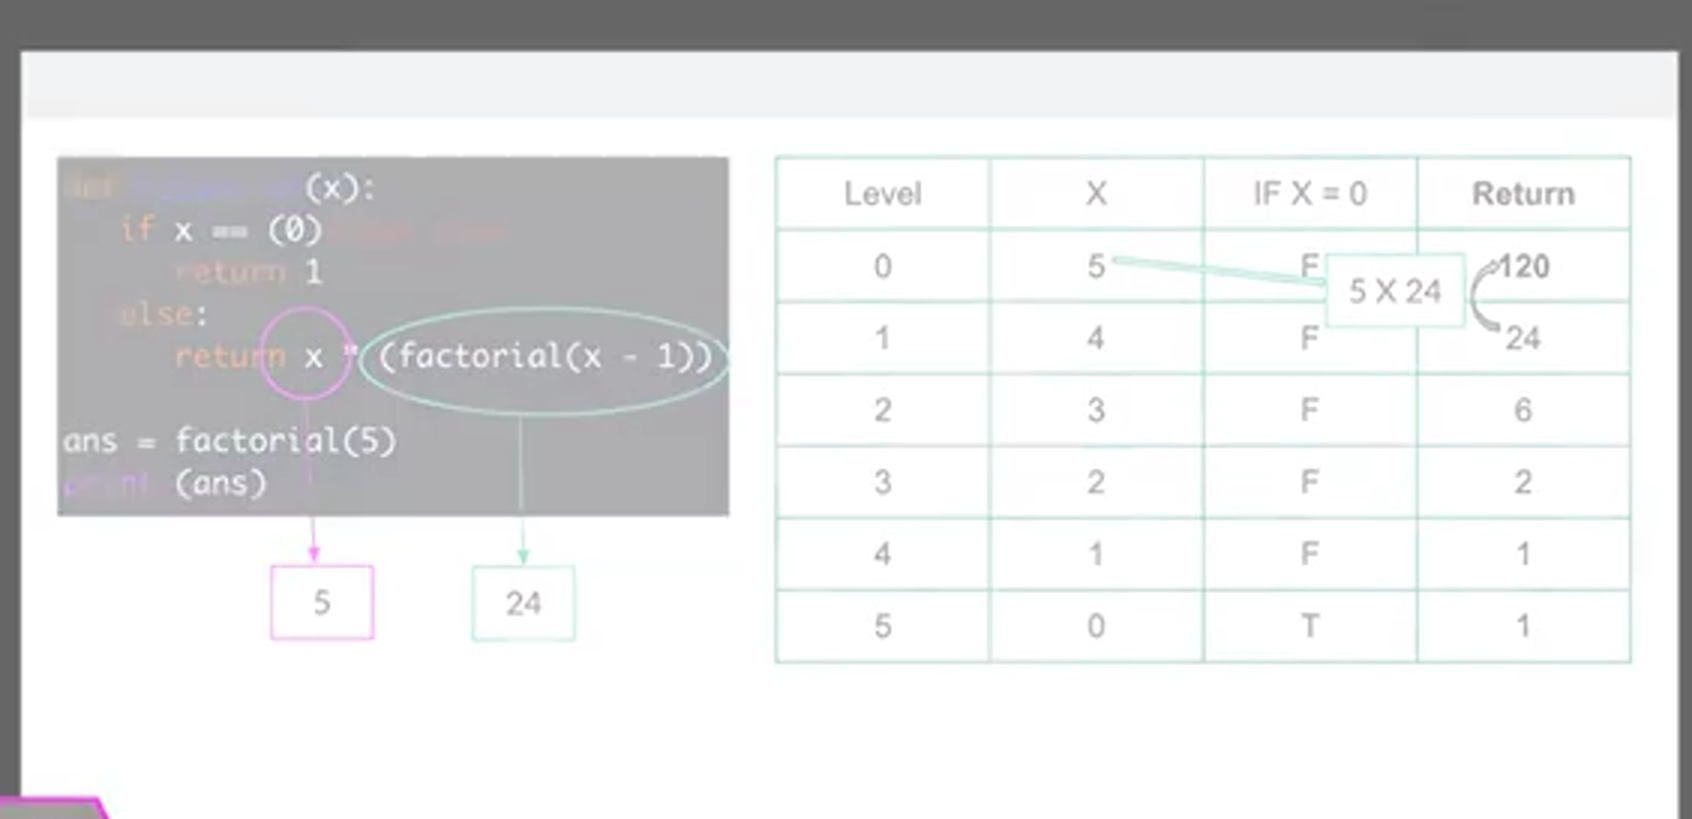 def (x):
if x == (0)
return 1
else:
return x * (factorial(x - 1))
ans = factorial(5)
print (ans)
5
24
Level X IF X = 0 Return
0 5 F 120
5 X 24
1 4 F 24
2 3 F 6
3 2 F 2
4 1 F 1
5 0 T 1